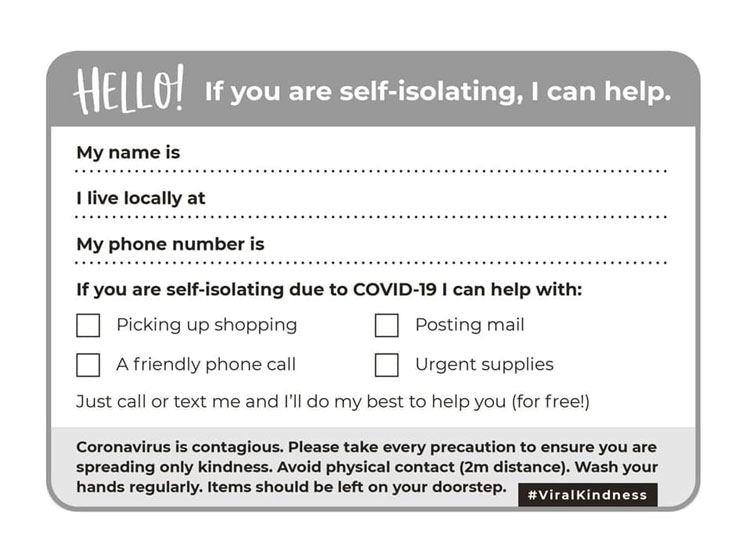 HELLO! If you are self-isolating, I can help.
My name is
I live locally at
My phone number is
If you are self-isolating due to COVID-19 I can help with:
Picking up shopping Posting mail
A friendly phone call Urgent supplies
Just call or text me and I'll do my best to help you (for free!)
Coronavirus is contagious. Please take every precaution to ensure you are
spreading only kindness. Avoid physical contact (2m distance). Wash your
hands regularly. Items should be left on your doorstep. #ViralKindness